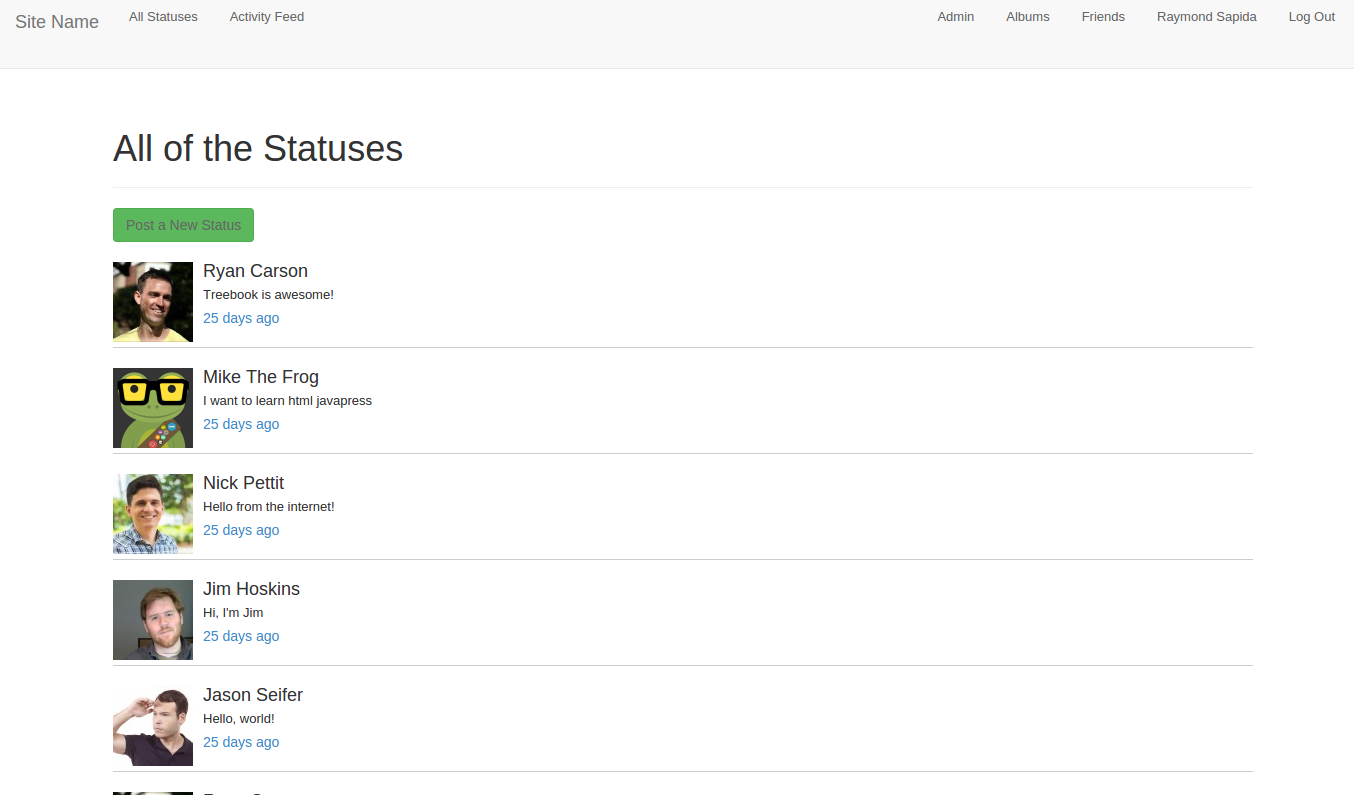 Site Name All Statuses Activity Feed Admin Albums Friends Raymond Sapida Log Out
All of the Statuses
Post a New Status
Ryan Carson
Treebook is awesome!
25 days ago
Mike The Frog
I want to learn html javapress
25 days ago
Nick Pettit
Hello from the internet!
25 days ago
Jim Hoskins
Hi, I'm Jim
25 days ago
Jason Seifer
Hello, world!
25 days ago